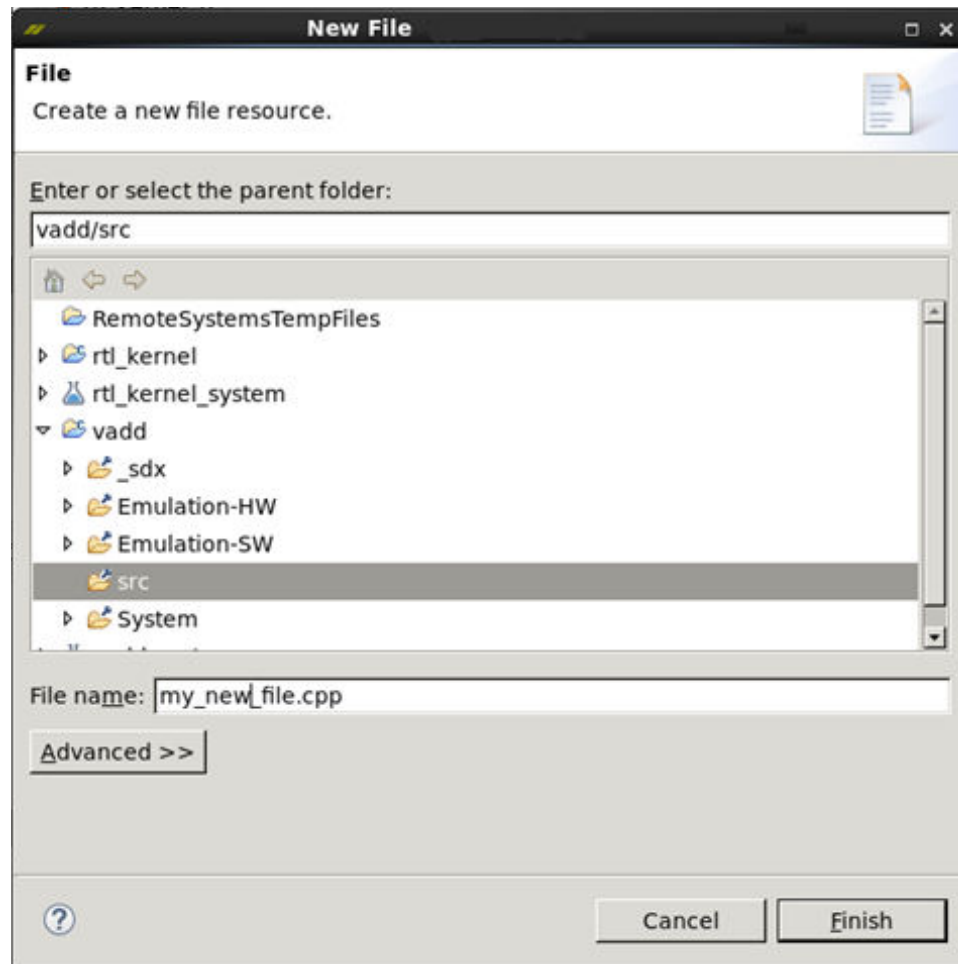 New File
File
Create a new file resource.
Enter or select the parent folder:
vadd/src
RemoteSystemsTempFiles
rtl_kernel
rtl_kernel_system
vadd
_sdx
Emulation-HW
Emulation-SW
src
System
File name: my_new_file.cpp
Advanced >>
?
Cancel Finish